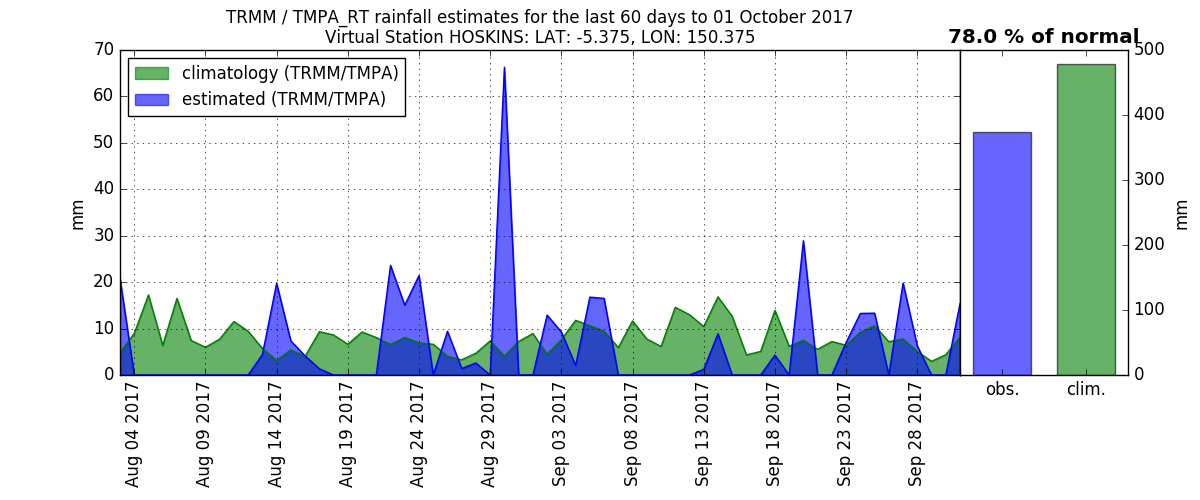 TRMM / TMPA_RT rainfall estimates for the last 60 days to 01 October 2017
Virtual Station HOSKINS: LAT: -5.375, LON: 150.375
78.0 % of normal
climatology (TRMM/TMPA)
estimated (TRMM/TMPA)
mm
70
60
50
40
30
20
10
0
Aug 04 2017
Aug 09 2017
Aug 14 2017
Aug 19 2017
Aug 24 2017
Aug 29 2017
Sep 03 2017
Sep 08 2017
Sep 13 2017
Sep 18 2017
Sep 23 2017
Sep 28 2017
obs.
clim.
500
400
300
200
100
0
mm